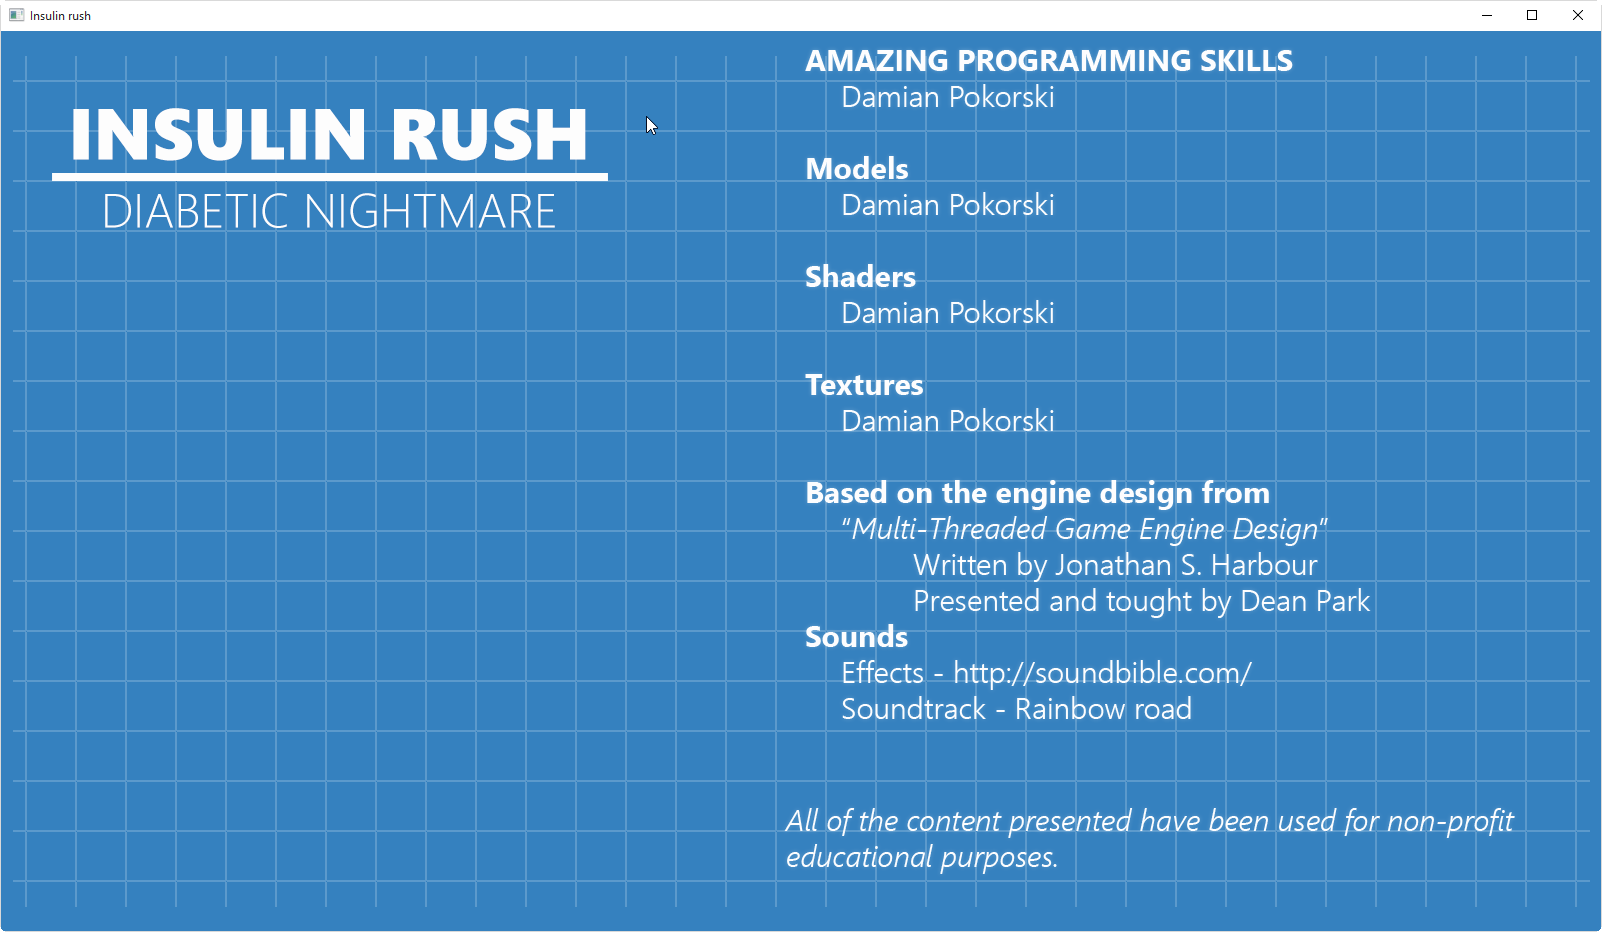 Insulin rush
INSULIN RUSH
DIABETIC NIGHTMARE
AMAZING PROGRAMMING SKILLS
Damian Pokorski
Models
Damian Pokorski
Shaders
Damian Pokorski
Textures
Damian Pokorski
Based on the engine design from
“Multi-Threaded Game Engine Design”
Written by Jonathan S. Harbour
Presented and tought by Dean Park
Sounds
Effects - http://soundbible.com/
Soundtrack - Rainbow road
All of the content presented have been used for non-profit
educational purposes.